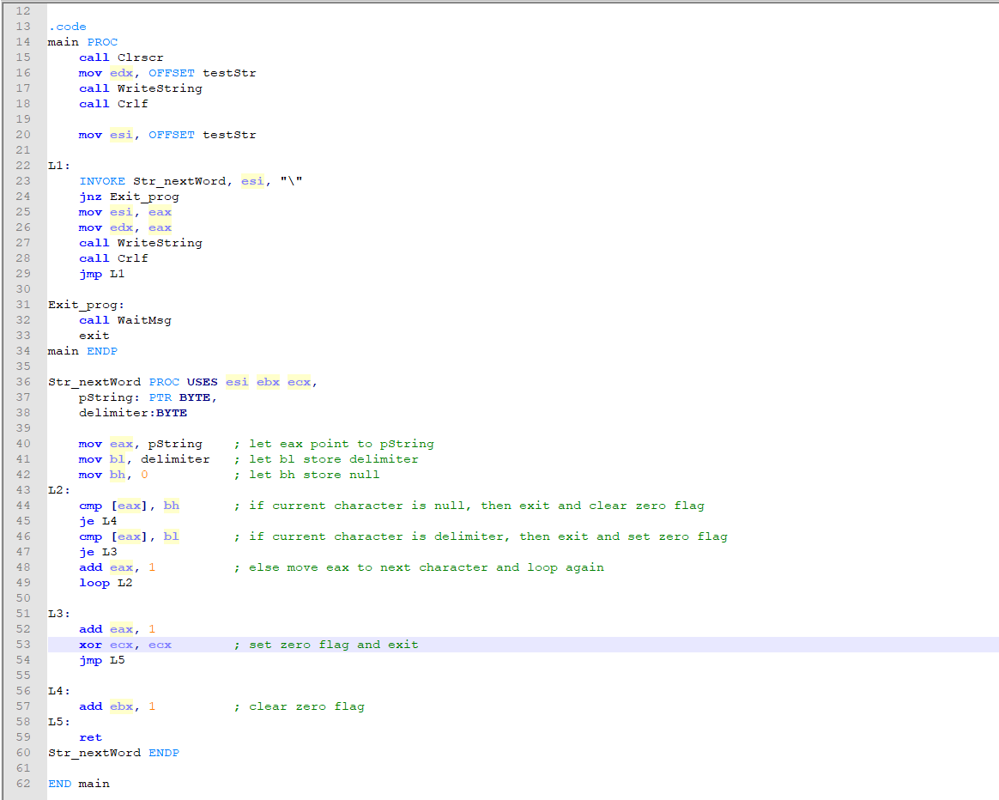 12
13 .code
14 main PROC
15 call Clrscr
16 mov edx, OFFSET testStr
17 call WriteString
18 call Crlf
19
20 mov esi, OFFSET testStr
21
22 L1:
23 INVOKE Str_nextWord, esi, "\"
24 jnz Exit_prog
25 mov esi, eax
26 mov edx, eax
27 call WriteString
28 call Crlf
29 jmp L1
30
31 Exit_prog:
32 call WaitMsg
33 exit
34 main ENDP
35
36 Str_nextWord PROC USES esi ebx ecx,
37 pString: PTR BYTE,
38 delimiter:BYTE
39
40 mov eax, pString ; let eax point to pString
41 mov bl, delimiter ; let bl store delimiter
42 mov bh, 0 ; let bh store null
43 L2:
44 cmp [eax], bh ; if current character is null, then exit and clear zero flag
45 je L4
46 cmp [eax], bl ; if current character is delimiter, then exit and set zero flag
47 je L3
48 add eax, 1 ; else move eax to next character and loop again
49 loop L2
50
51 L3:
52 add eax, 1
53 xor ecx, ecx ; set zero flag and exit
54 jmp L5
55
56 L4:
57 add ebx, 1 ; clear zero flag
58 L5:
59 ret
60 Str_nextWord ENDP
61
62 END main